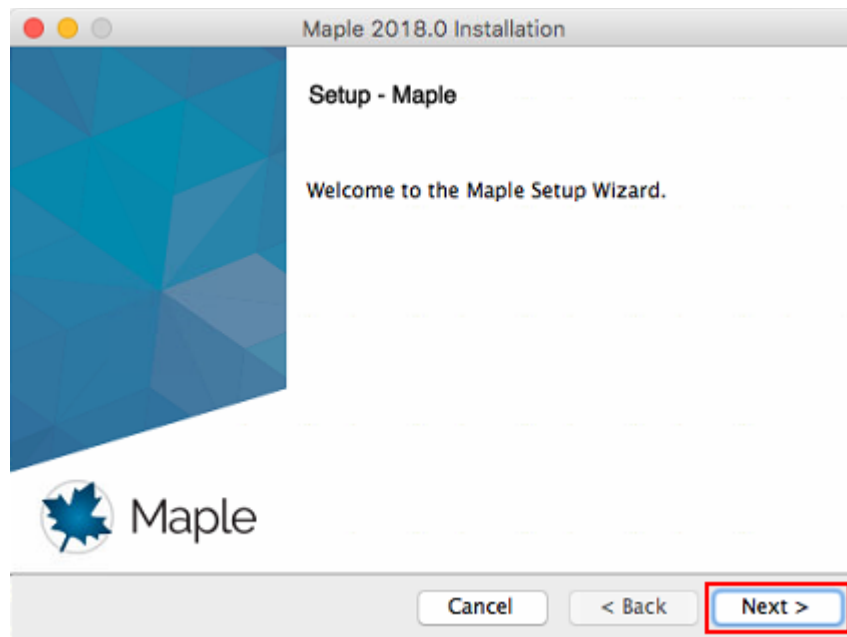 Maple 2018.0 Installation
Setup - Maple
Welcome to the Maple Setup Wizard.
Maple
Cancel < Back Next >